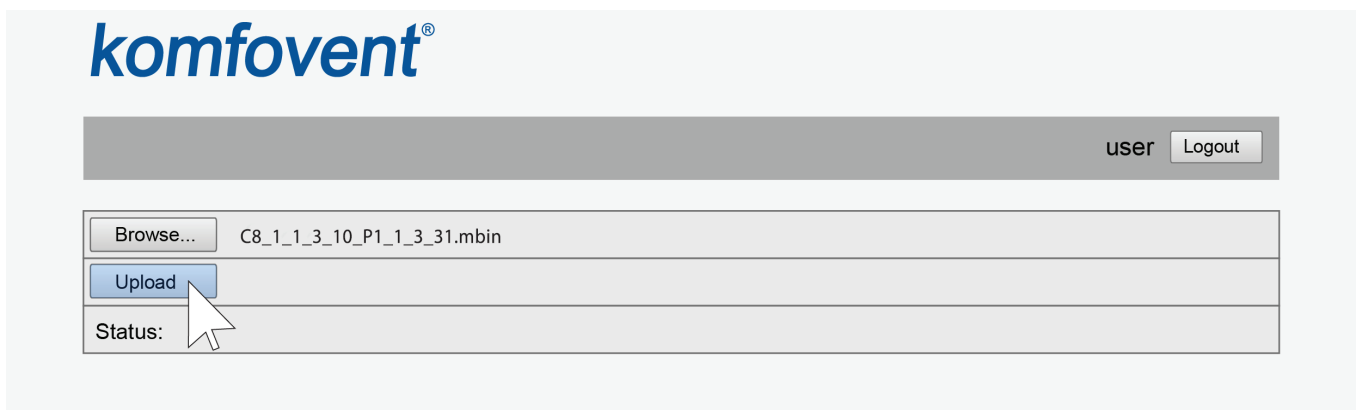 komfovent®
user Logout
Browse... C8_1_1_3_10_P1_1_3_31.mbin
Upload
Status: